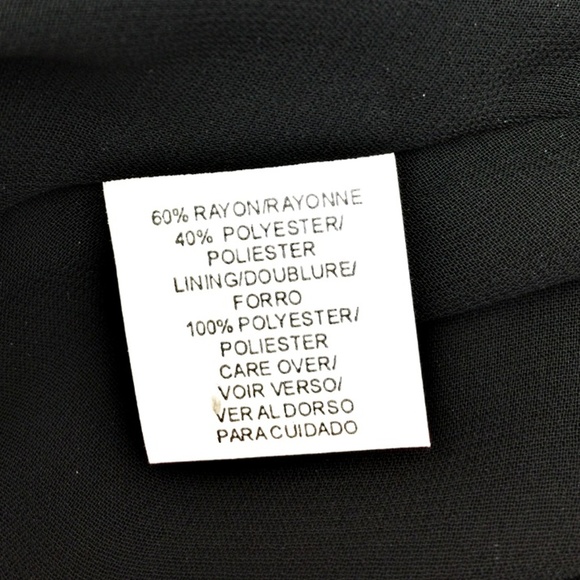 60% RAYON/RAYONNE
40% POLYESTER/
POLIESTER
LINING/DOUBLURE/
FORRO
100% POLYESTER/
POLIESTER
CARE OVER/
VOIR VERSO/
VER AL DORSO
PARA CUIDADO